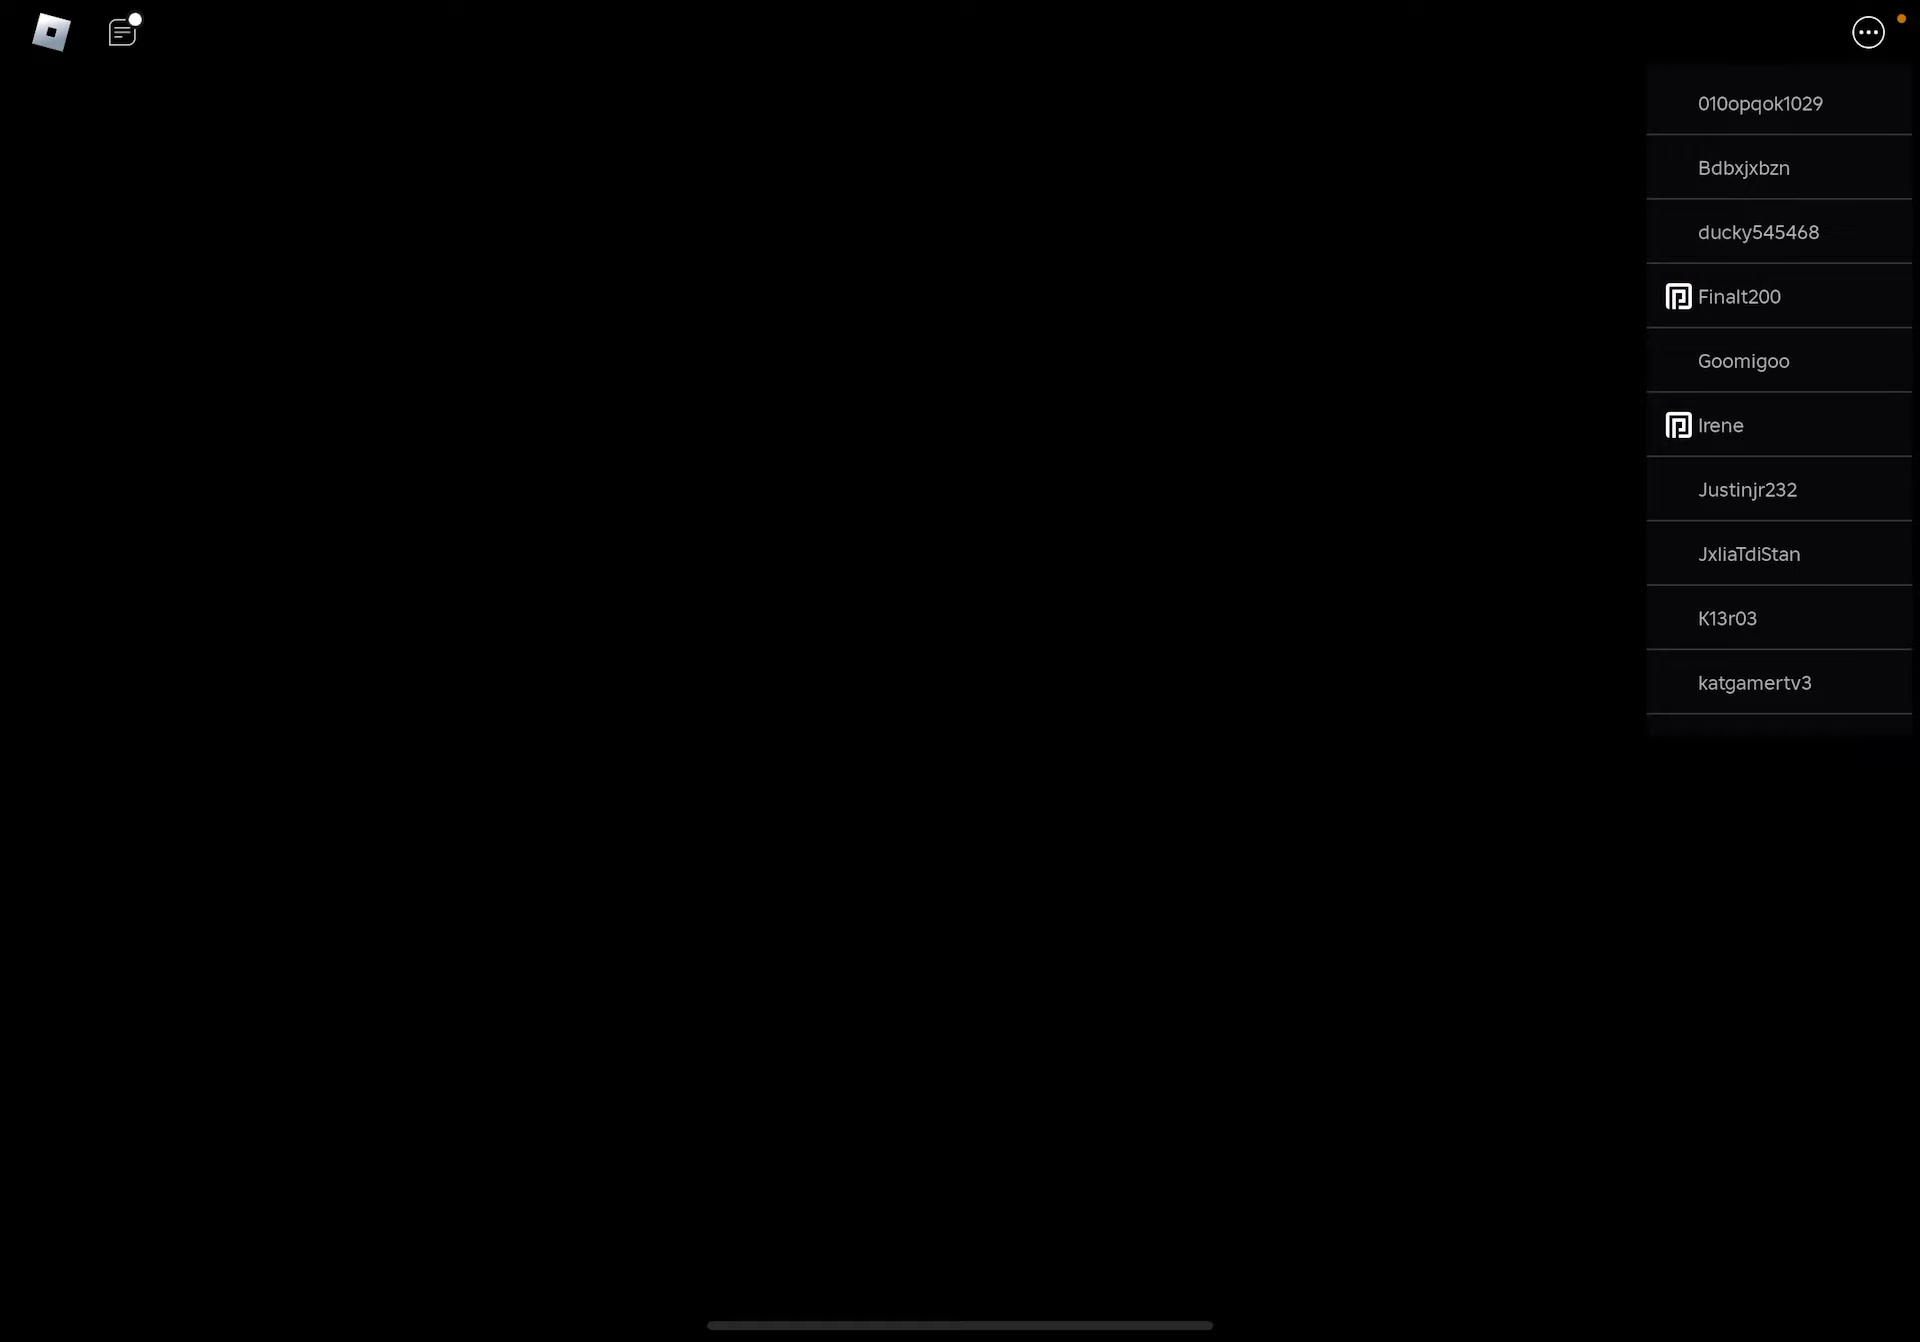 010opqok1029
Bdbxjxbzn
ducky545468
Finalt200
Goomigoo
Irene
Justinjr232
JxliaTdiStan
K13r03
katgamertv3